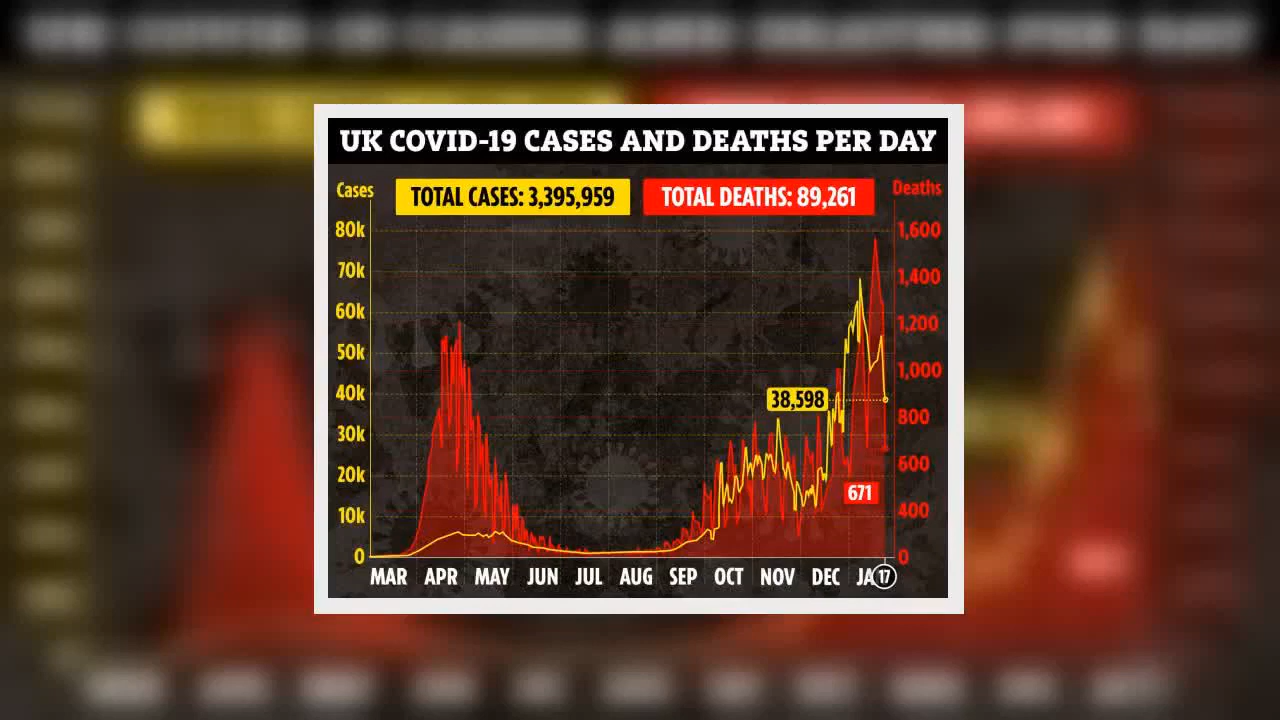 UK COVID-19 CASES AND DEATHS PER DAY
Cases TOTAL CASES: 3,395,959 TOTAL DEATHS: 89,261 Deaths
80k 1,600
70k 1,400
60k 1,200
50k 1,000
40k 38,598 800
30k 600
20k 671
10k 400
0 0
MAR APR MAY JUN JUL AUG SEP OCT NOV DEC JA 17